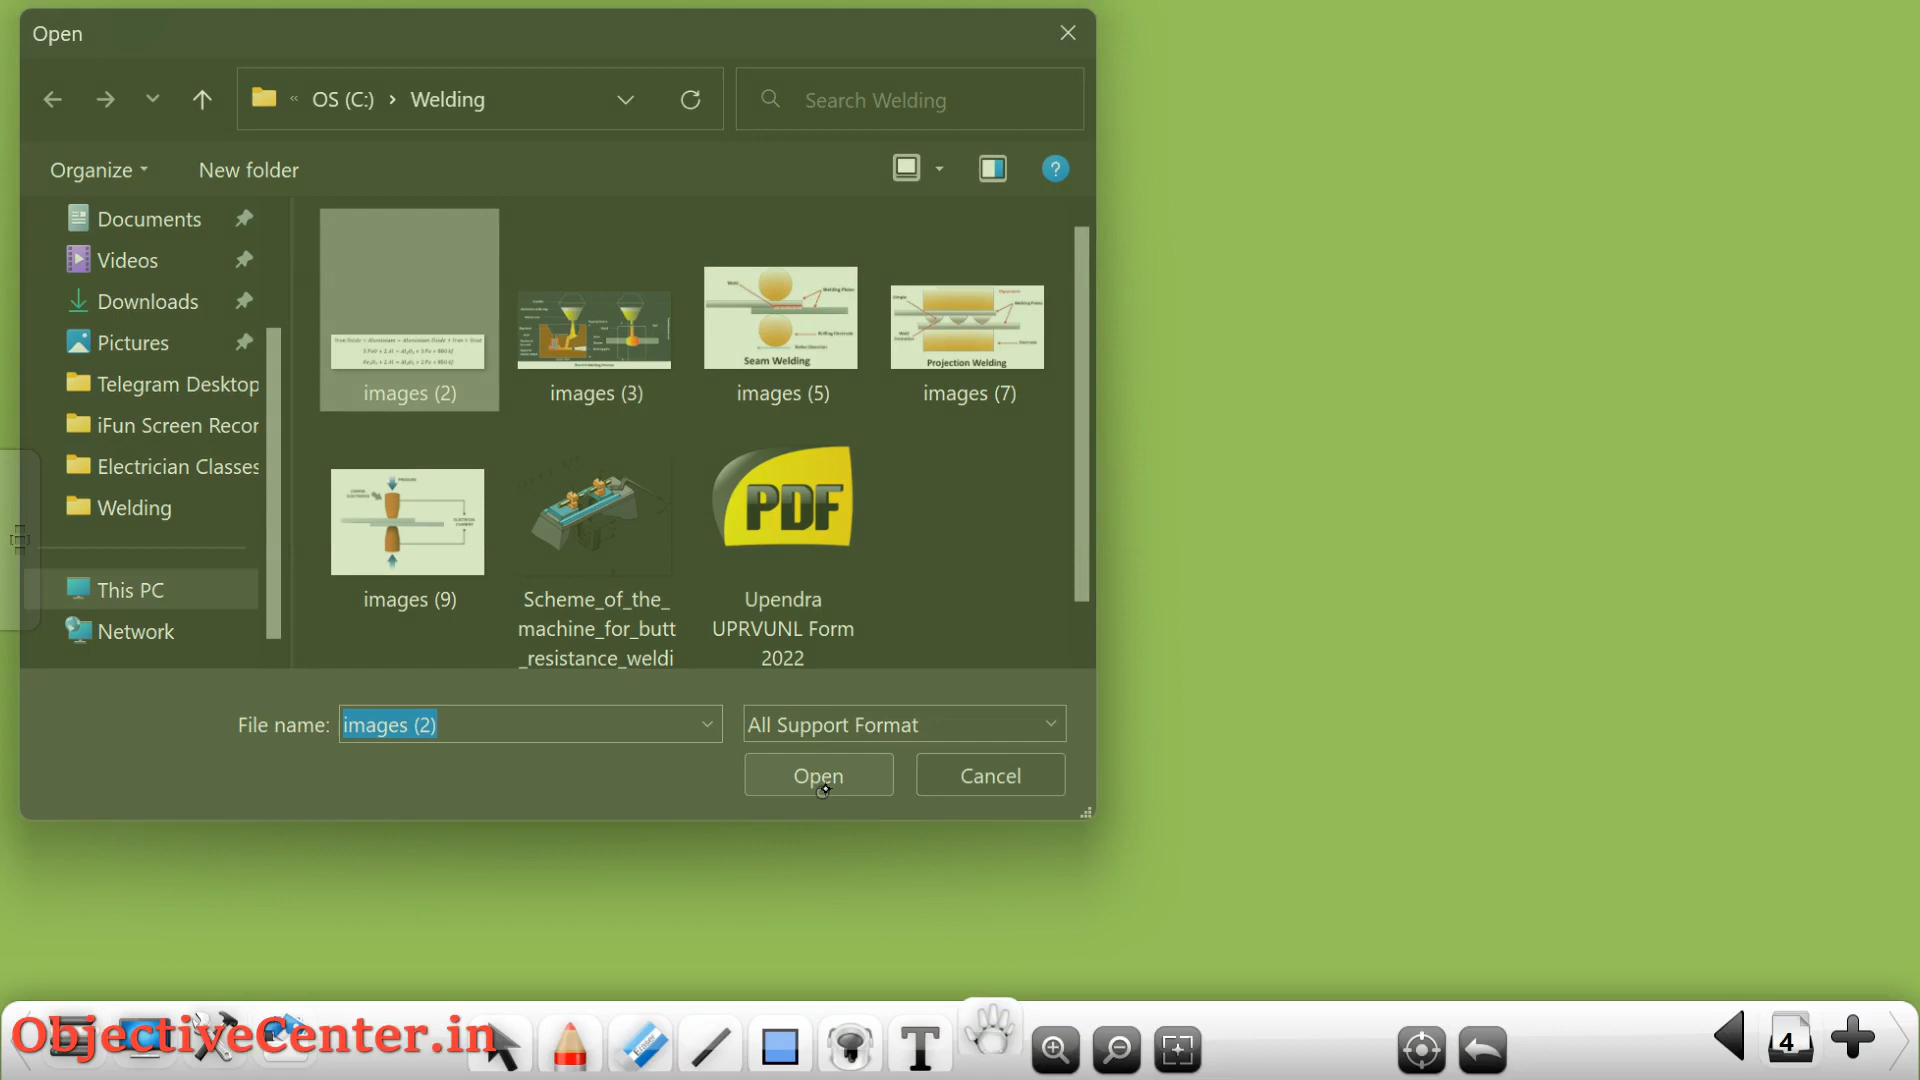 Open
OS (C:)
Welding
Search Welding
Organize
New folder
Documents
Videos
Downloads
Pictures
Telegram Desktop
iFun Screen Recor
Electrician Classes
Welding
This PC
Network
Seam Welding
Projection Welding
images (2)
images (3)
images (5)
images (7)
PDF
images (9)
Scheme_of_the_
machine_for_butt
_resistance_weldi
Upendra
UPRVUNL Form
2022
File name:
images (2)
All Support Format
Open
Cancel
ObjectiveCenter.in
Eraser
T
4